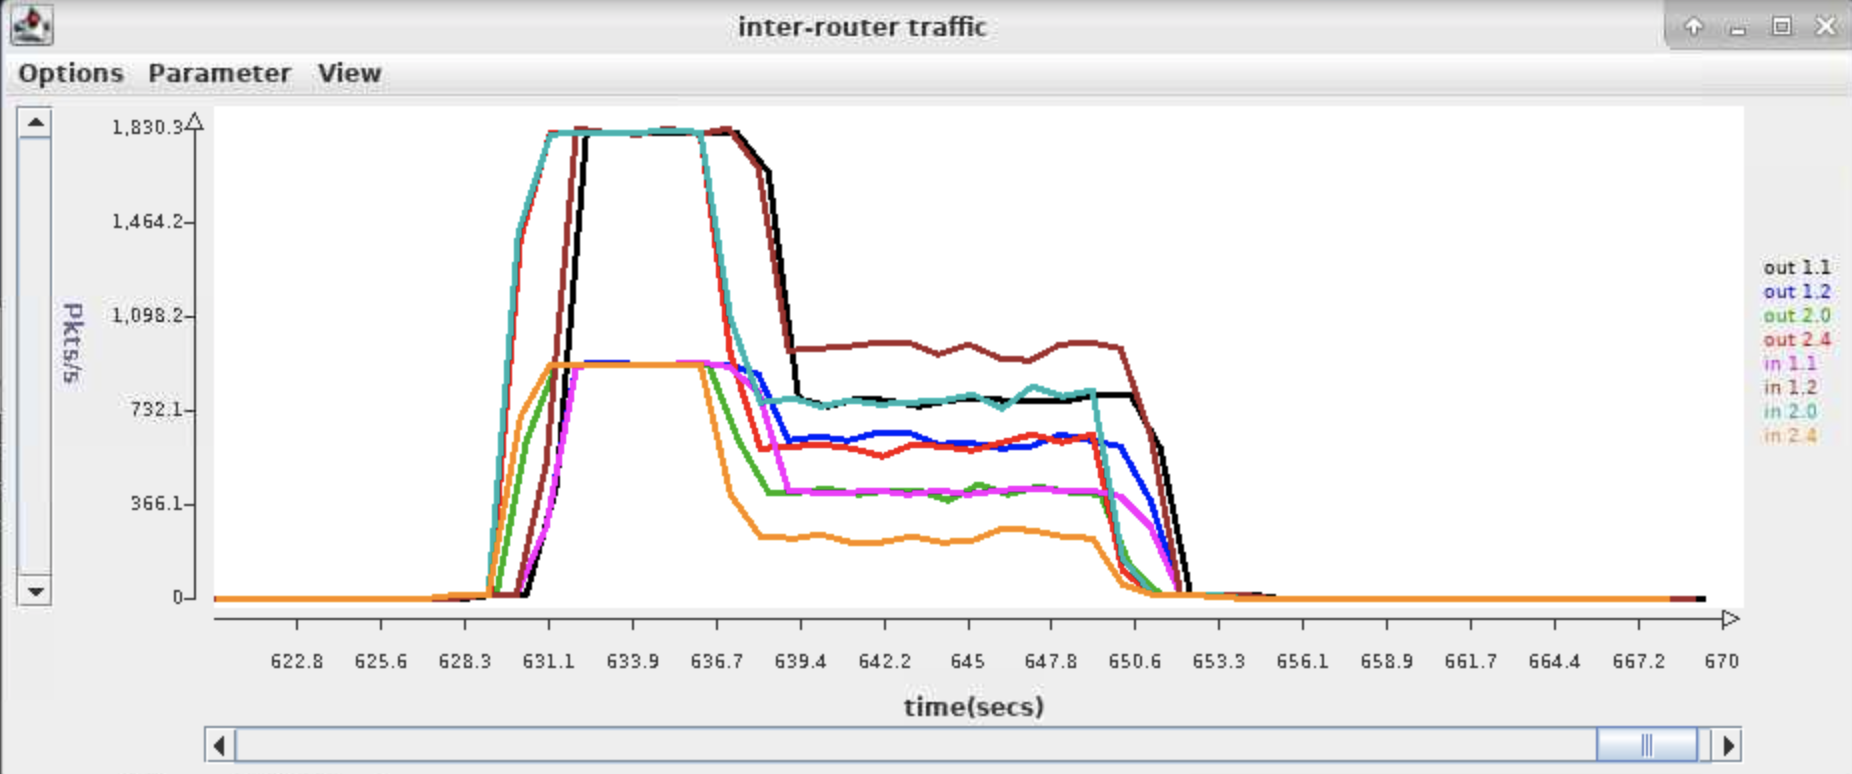 inter-router traffic
Options Parameter View
1,830.3
1,464.2
1,098.2
732.1
366.1
0
Pkts/s
out 1.1
out 1.2
out 2.0
out 2.4
in 1.1
in 1.2
in 2.0
in 2.4
622.8 625.6 628.3 631.1 633.9 636.7 639.4 642.2 645 647.8 650.6 653.3 656.1 658.9 661.7 664.4 667.2 670
time(secs)